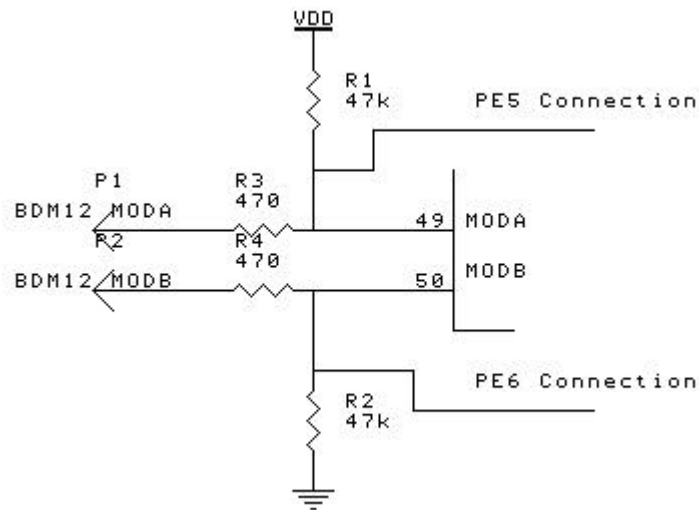 VDD
R1
47k
PE5 Connection
P1
R3
470
BDM12 MODA
49
MODA
P2
R4
470
BDM12 MODB
50
MODB
PE6 Connection
R2
47k